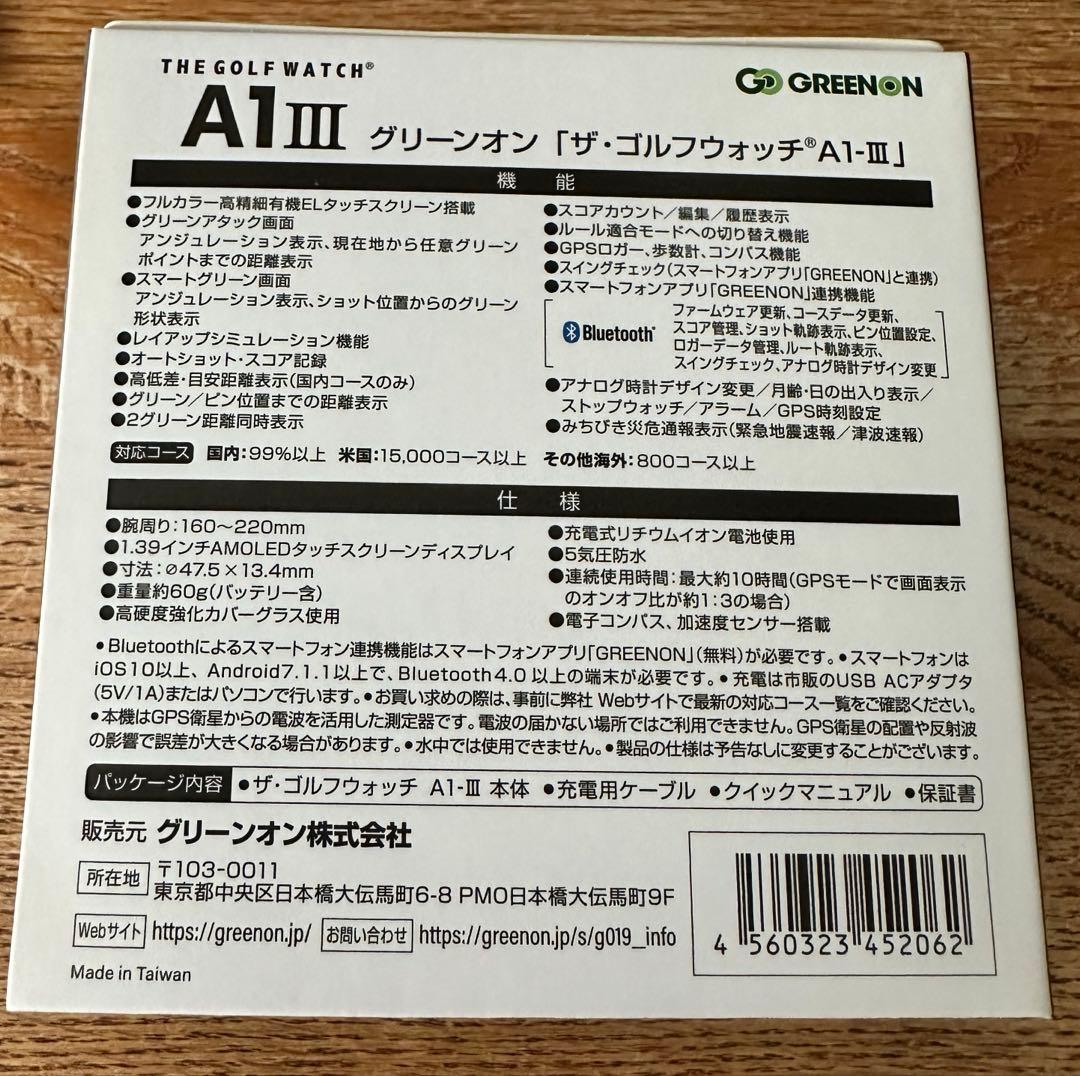 THE GOLF WATCH®
A1 III
グリーンオン 「ザ・ゴルフウォッチ®A1-Ⅲ」
GREENON
機 能
●フルカラー高精細有機ELタッチスクリーン搭載
●グリーンアタック画面
アンジュレーション表示、現在地から任意グリーン
ポイントまでの距離表示
●スマートグリーン画面
アンジュレーション表示、ショット位置からのグリーン
形状表示
●レイアップシミュレーション機能
●オートショット・スコア記録
●高低差・目安距離表示(国内コースのみ)
●グリーン/ピン位置までの距離表示
●2グリーン距離同時表示
●スコアカウント/編集/履歴表示
●ルール適合モードへの切り替え機能
●GPSロガー、歩数計、コンパス機能
●スイングチェック(スマートフォンアプリ「GREENON」と連携)
●スマートフォンアプリ「GREENON」連携機能
Bluetooth®
ファームウェア更新、コースデータ更新、
スコア管理、ショット軌跡表示、ピン位置設定、
ロガーデータ管理、ルート軌跡表示、
スイングチェック、アナログ時計デザイン変更
●アナログ時計デザイン変更/月齢・日の出入り表示/
ストップウォッチ/アラーム/GPS時刻設定
●みちびき災危通報表示(緊急地震速報/津波速報)
対応コース 国内:99%以上 米国:15,000コース以上 その他海外:800コース以上
仕 様
●腕周り:160~220mm
●1.39インチAMOLEDタッチスクリーンディスプレイ
●寸法:∅47.5×13.4mm
●重量約60g(バッテリー含)
●高硬度強化カバーグラス使用
●充電式リチウムイオン電池使用
●5気圧防水
●連続使用時間:最大約10時間(GPSモードで画面表示
のオンオフ比が約1:3の場合)
●電子コンパス、加速度センサー搭載
●Bluetoothによるスマートフォン連携機能はスマートフォンアプリ「GREENON」(無料)が必要です。●スマートフォンは
iOS10以上、Android7.1.1以上で、Bluetooth4.0 以上の端末が必要です。●充電は市販のUSB ACアダプタ
(5V/1A)またはパソコンで行います。●お買い求めの際は、事前に弊社 Webサイトで最新の対応コース一覧をご確認ください。
●本機はGPS衛星からの電波を活用した測定器です。電波の届かない場所ではご利用できません。GPS衛星の配置や反射波
の影響で誤差が大きくなる場合があります。●水中では使用できません。●製品の仕様は予告なしに変更することがございます。
パッケージ内容 ●ザ・ゴルフウォッチ A1-Ⅲ 本体 ●充電用ケーブル ●クイックマニュアル ●保証書
販売元 グリーンオン株式会社
所在地 〒103-0011
東京都中央区日本橋大伝馬町6-8 PMO日本橋大伝馬町9F
Webサイト https://greenon.jp/ お問い合わせ https://greenon.jp/s/g019_info
Made in Taiwan
4 560323 452062